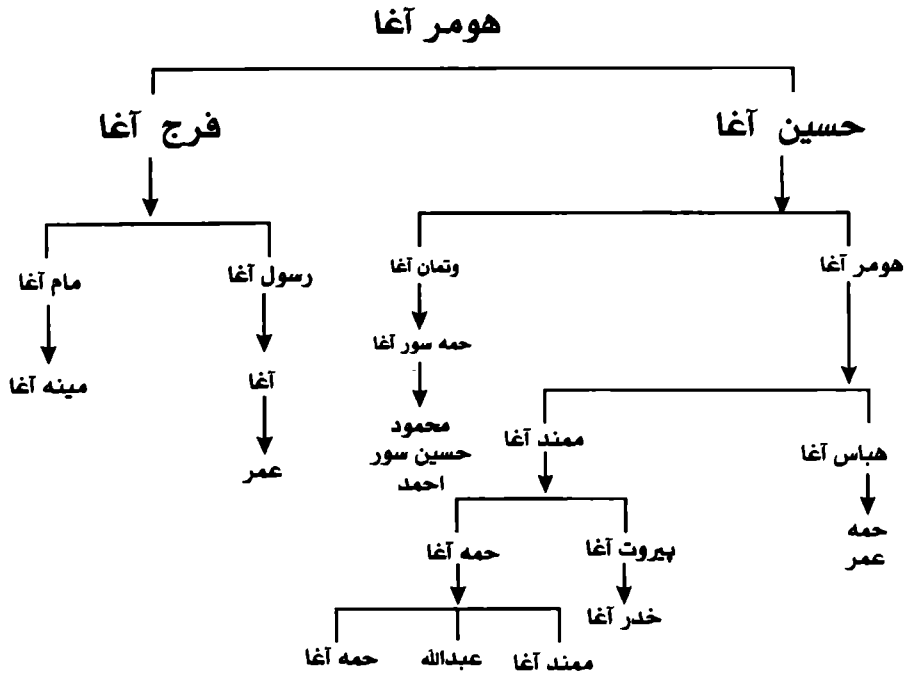 هومر آغا
حسین آغا
فرج آغا
هومر آغا
وتمان آغا
رسول آغا
مام آغا
حمه سور آغا
آغا
مینه آغا
هباس آغا
ممند آغا
محمود
حسین سور
احمد
عمر
حمه
عمر
پیروت آغا
حمه آغا
خدر آغا
ممند آغا
عبدالله
حمه آغا